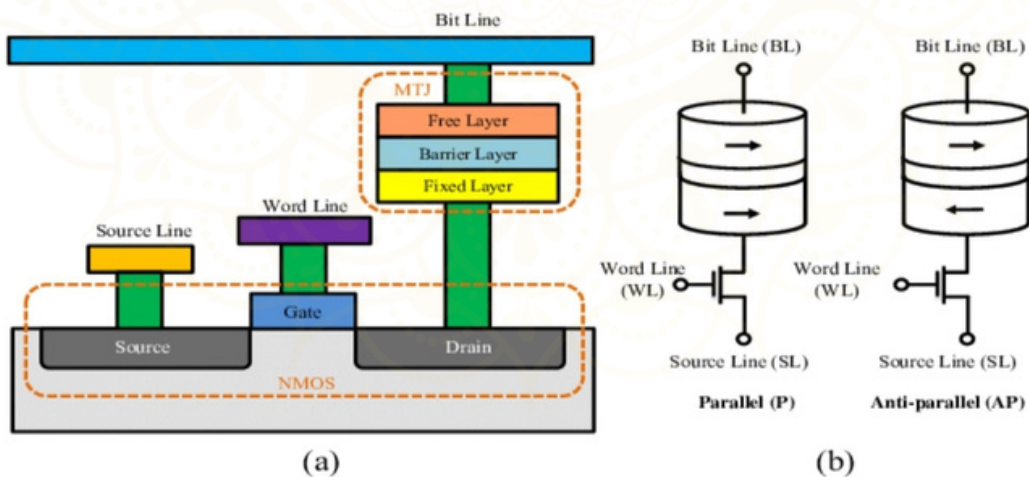 Bit Line
MTJ
Free Layer
Barrier Layer
Fixed Layer
Word Line
Source Line
Gate
Source
Drain
NMOS
(a)
Bit Line (BL)
Word Line
(WL)
Source Line (SL)
Parallel (P)
Bit Line (BL)
Word Line
(WL)
Source Line (SL)
Anti-parallel (AP)
(b)